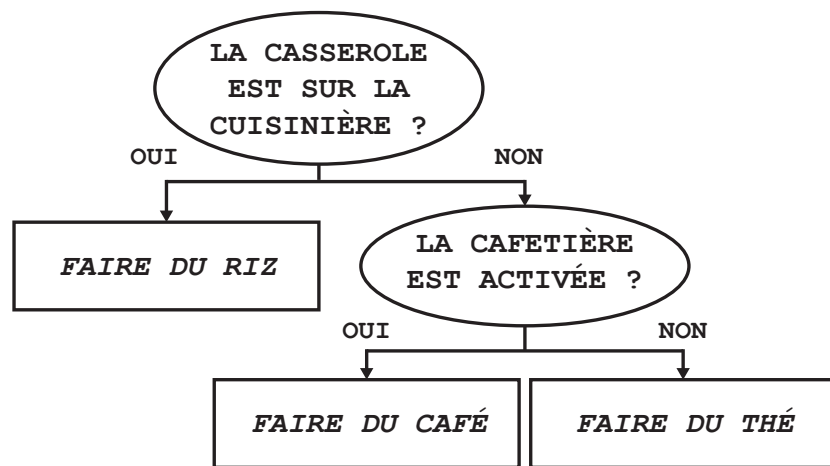 LA CASSEROLE
EST SUR LA
CUISINIÈRE ?
OUI
NON
FAIRE DU RIZ
LA CAFETIÈRE
EST ACTIVÉE ?
OUI
NON
FAIRE DU CAFÉ
FAIRE DU THÉ